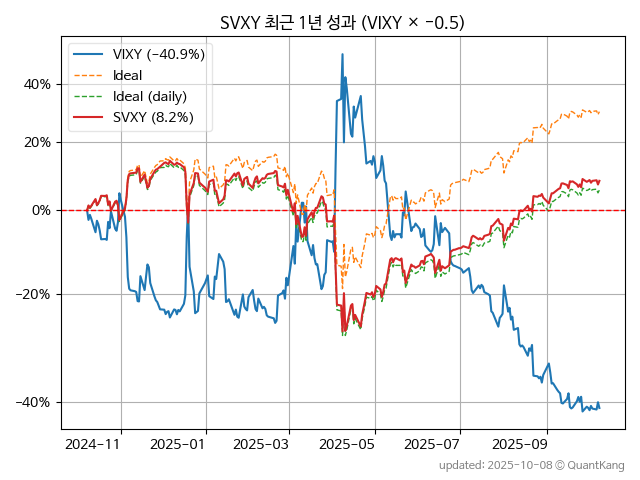 SVXY 최근 1년 성과 (VIXY × −0.5)
VIXY (−40.9%)
Ideal
Ideal (daily)
SVXY (8.2%)
40%
20%
0%
−20%
−40%
2024-11 2025-01 2025-03 2025-05 2025-07 2025-09
updated: 2025-10-08 © QuantKang